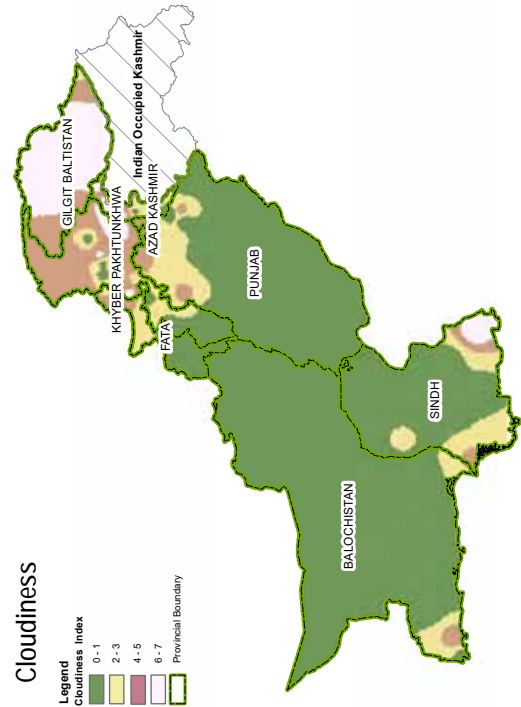 Cloudiness
Legend
Cloudiness Index
0 - 1
2 - 3
4 - 5
6 - 7
Provincial Boundary
GILGIT BALTISTAN
KHYBER PAKHTUNKHWA
Indian Occupied Kashmir
AZAD KASHMIR
FATA
PUNJAB
BALOCHISTAN
SINDH